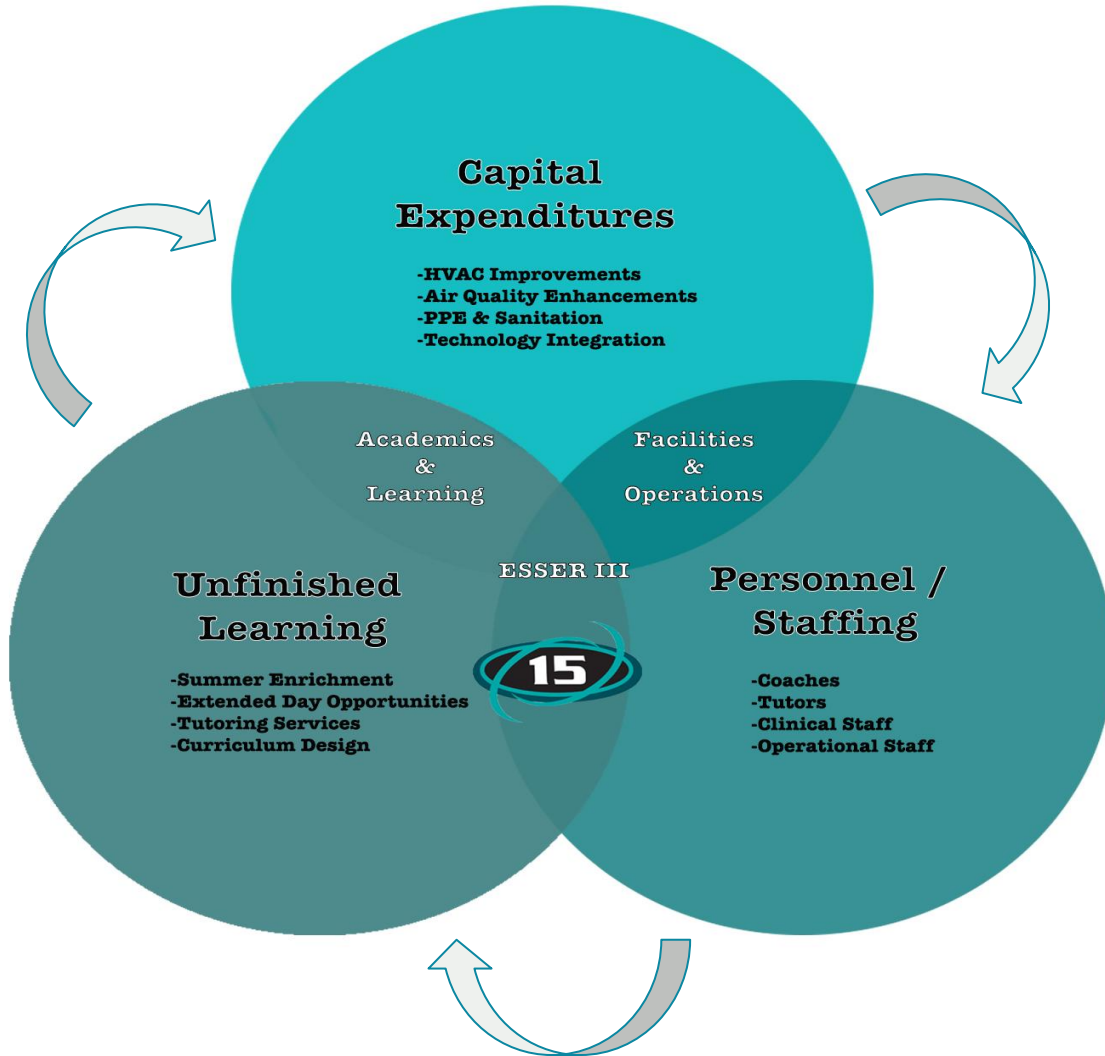 Capital
Expenditures
-HVAC Improvements
-Air Quality Enhancements
-PPE & Sanitation
-Technology Integration
Academics
&
Learning
Facilities
&
Operations
ESSER III
15
Unfinished
Learning
-Summer Enrichment
-Extended Day Opportunities
-Tutoring Services
-Curriculum Design
Personnel /
Staffing
-Coaches
-Tutors
-Clinical Staff
-Operational Staff